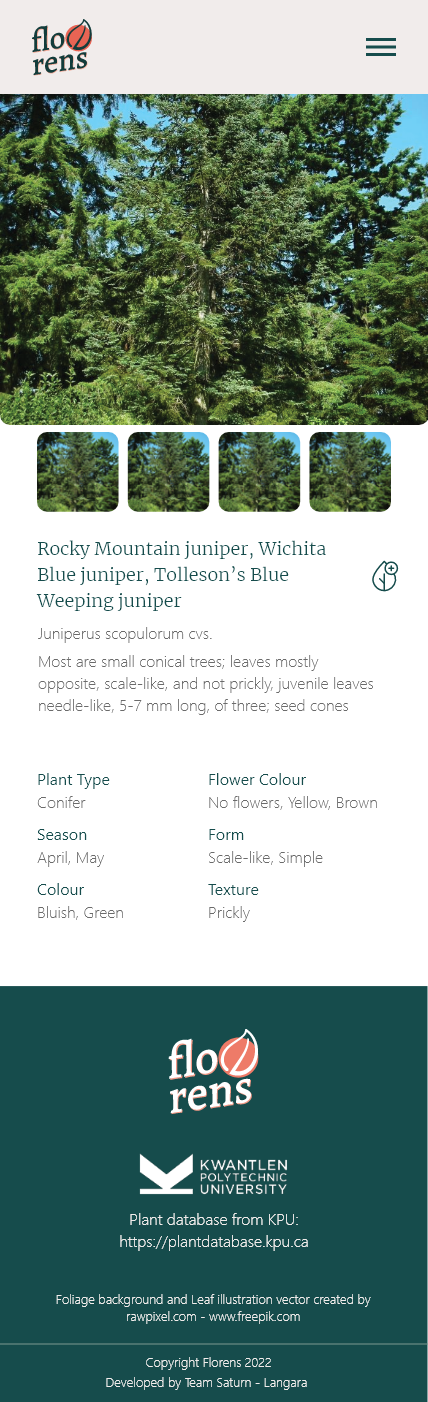 floo
rens
Rocky Mountain juniper, Wichita
Blue juniper, Tolleson’s Blue
Weeping juniper
Juniperus scopulorum cvs.
Most are small conical trees; leaves mostly
opposite, scale-like, and not prickly, juvenile leaves
needle-like, 5-7 mm long, of three; seed cones
Plant Type
Conifer
Flower Colour
No flowers, Yellow, Brown
Season
April, May
Form
Scale-like, Simple
Colour
Bluish, Green
Texture
Prickly
floo
rens
KWANTLEN
POLYTECHNIC
UNIVERSITY
Plant database from KPU:
https://plantdatabase.kpu.ca
Foliage background and Leaf illustration vector created by
rawpixel.com - www.freepik.com
Copyright Florens 2022
Developed by Team Saturn - Langara